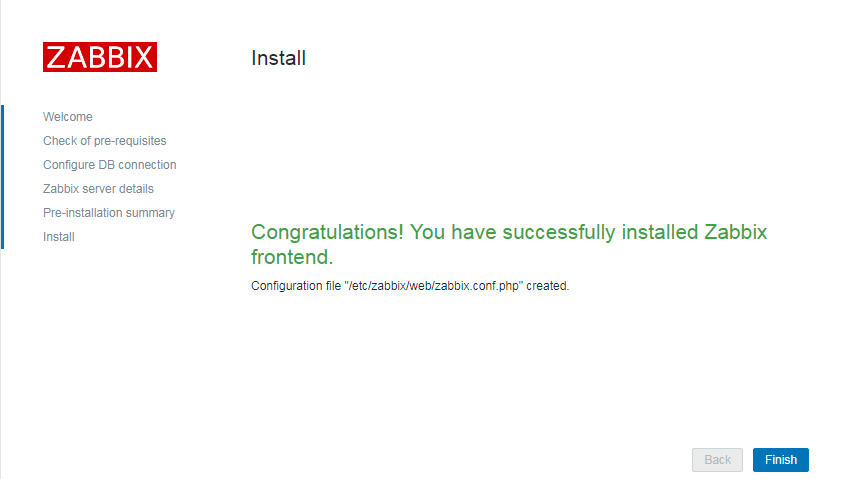 ZABBIX
Install
Welcome
Check of pre-requisites
Configure DB connection
Zabbix server details
Pre-installation summary
Install
Congratulations! You have successfully installed Zabbix
frontend.
Configuration file "/etc/zabbix/web/zabbix.conf.php" created.
Back
Finish